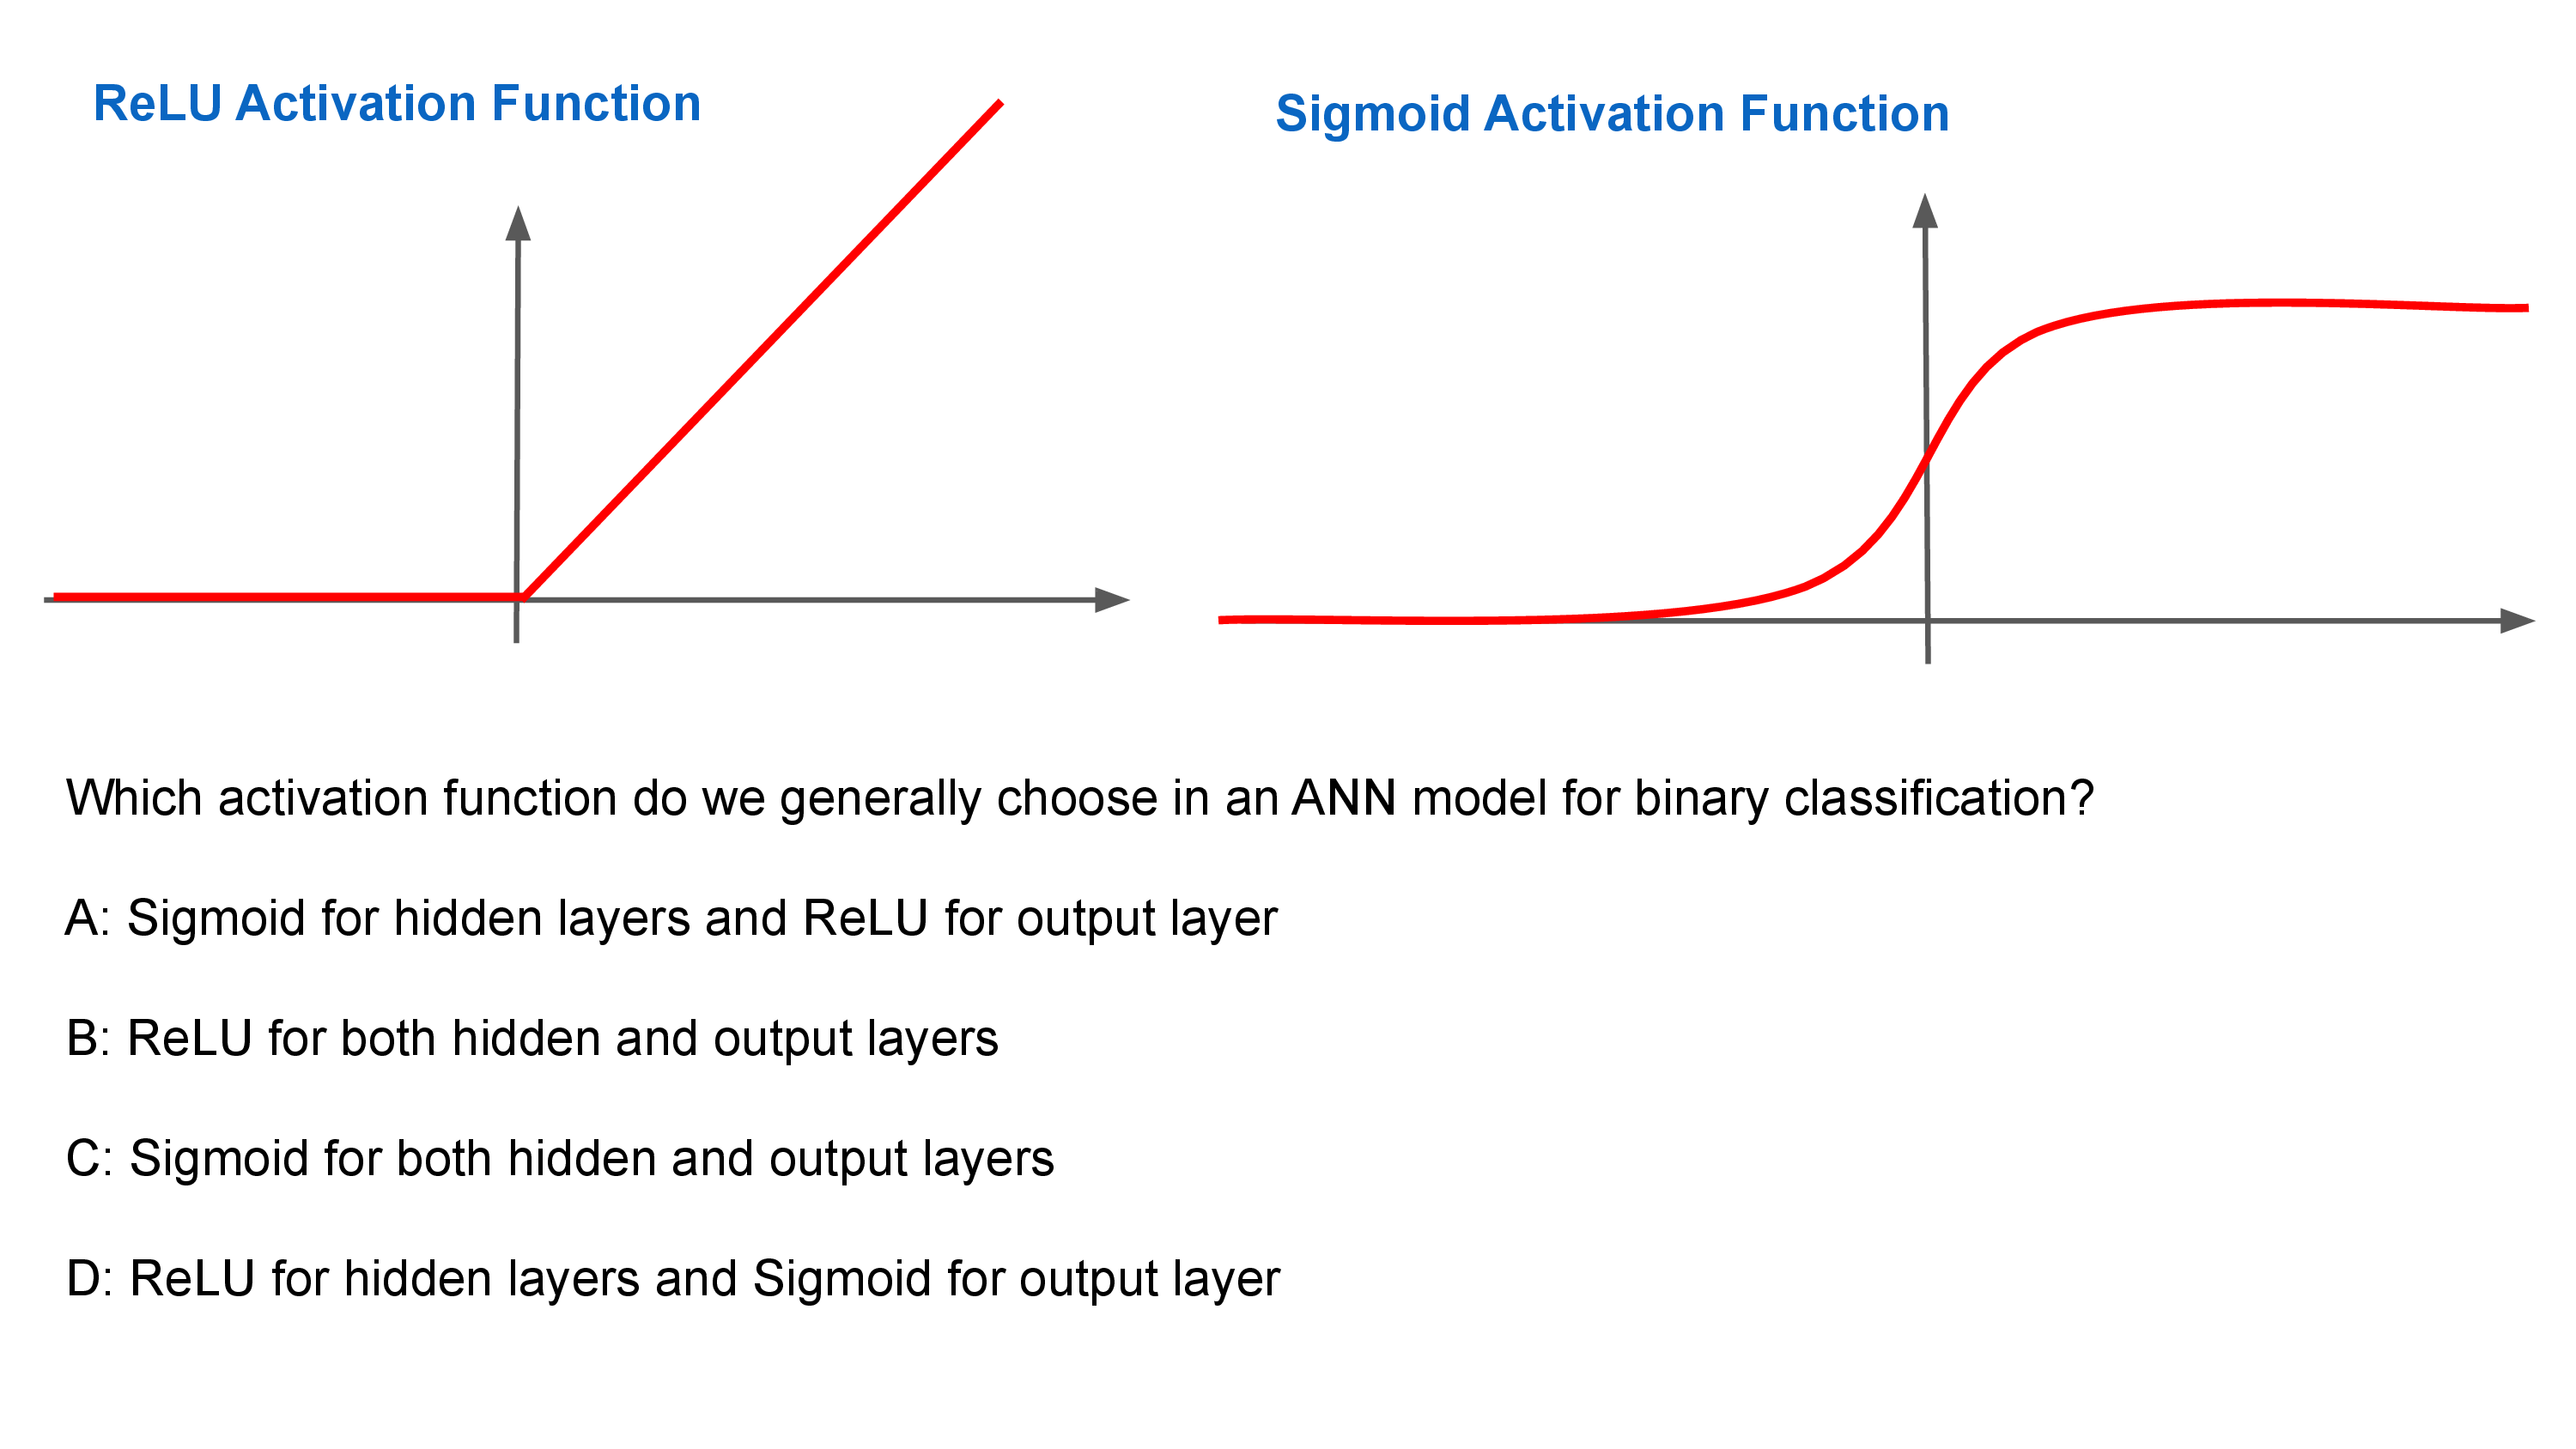 ReLU Activation Function
Sigmoid Activation Function
Which activation function do we generally choose in an ANN model for binary classification?
A: Sigmoid for hidden layers and ReLU for output layer
B: ReLU for both hidden and output layers
C: Sigmoid for both hidden and output layers
D: ReLU for hidden layers and Sigmoid for output layer